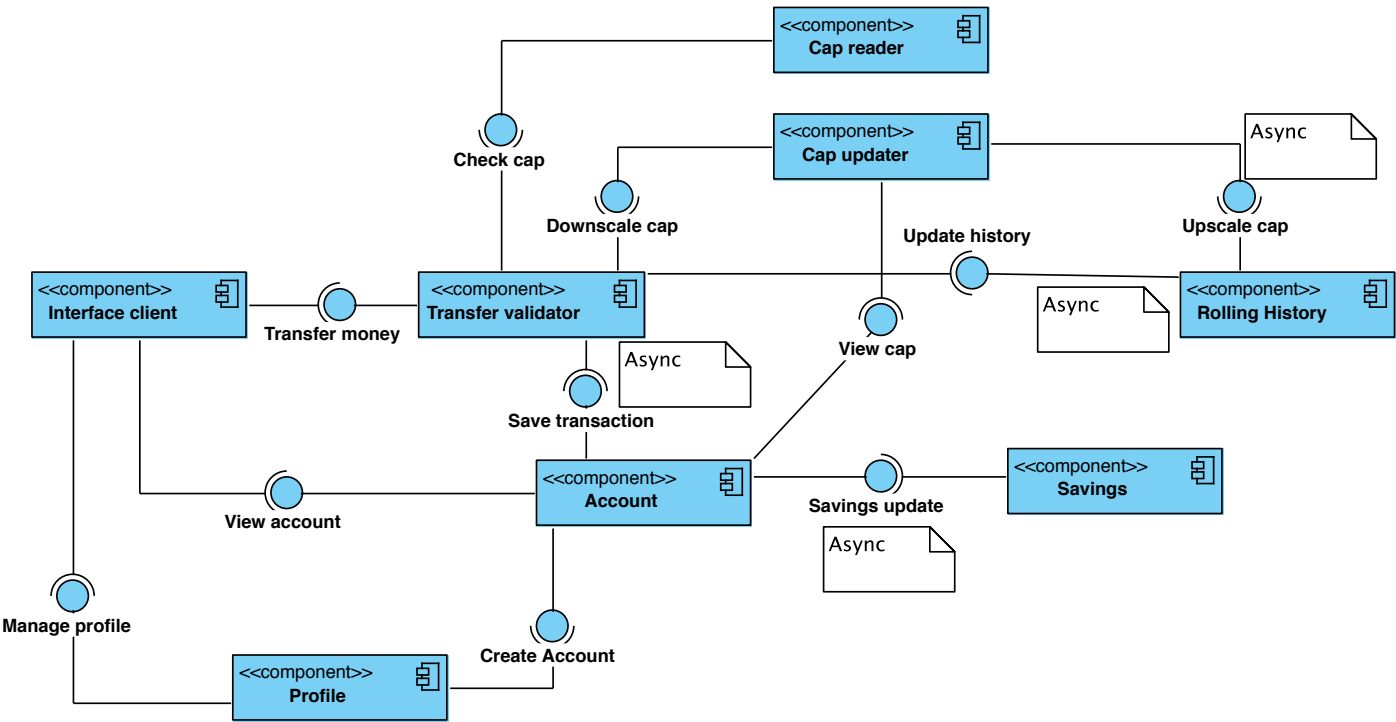 <<component>>
Cap reader
<<component>>
Cap updater
Async
Check cap
Downscale cap
Upscale cap
Update history
<<component>>
Interface client
Transfer money
<<component>>
Transfer validator
Async
<<component>>
Rolling History
View cap
Async
Save transaction
<<component>>
Account
<<component>>
Savings
Savings update
View account
Async
Manage profile
Create Account
<<component>>
Profile